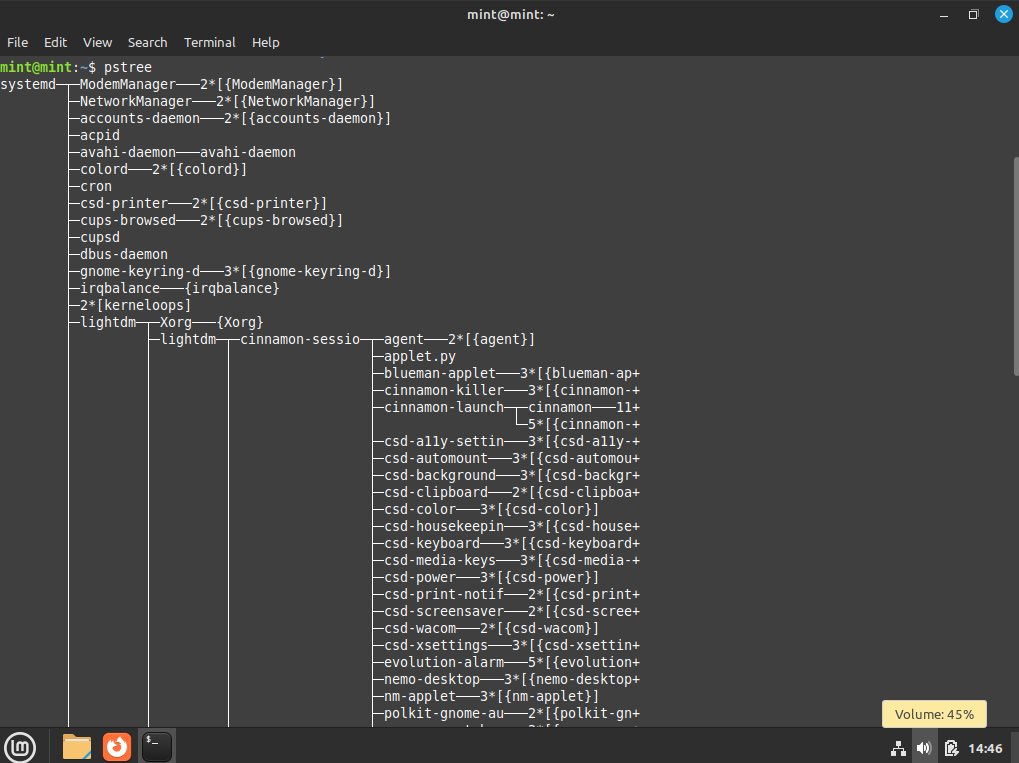 mint@mint: ~
File Edit View Search Terminal Help
mint@mint:~$ pstree
systemd─┬─ModemManager───2*[{ModemManager}]
├─NetworkManager───2*[{NetworkManager}]
├─accounts-daemon───2*[{accounts-daemon}]
├─acpid
├─avahi-daemon───avahi-daemon
├─colord───2*[{colord}]
├─cron
├─csd-printer───2*[{csd-printer}]
├─cups-browsed───2*[{cups-browsed}]
├─cupsd
├─dbus-daemon
├─gnome-keyring-d───3*[{gnome-keyring-d}]
├─irqbalance───{irqbalance}
├─2*[kerneloops]
├─lightdm─┬─Xorg───{Xorg}
│ ├─lightdm─┬─cinnamon-sessio─┬─agent───2*[{agent}]
│ │ │ ├─applet.py
│ │ │ ├─blueman-applet───3*[{blueman-ap+
│ │ │ ├─cinnamon-killer───3*[{cinnamon-+
│ │ │ ├─cinnamon-launch─┬─cinnamon───11+
│ │ │ │ └─5*[{cinnamon-+
│ │ │ ├─csd-a11y-settin───3*[{csd-a11y-+
│ │ │ ├─csd-automount───3*[{csd-automou+
│ │ │ ├─csd-background───3*[{csd-backgr+
│ │ │ ├─csd-clipboard───2*[{csd-clipboa+
│ │ │ ├─csd-color───3*[{csd-color}]
│ │ │ ├─csd-housekeepin───3*[{csd-house+
│ │ │ ├─csd-keyboard───3*[{csd-keyboard+
│ │ │ ├─csd-media-keys───3*[{csd-media-+
│ │ │ ├─csd-power───3*[{csd-power}]
│ │ │ ├─csd-print-notif───2*[{csd-print+
│ │ │ ├─csd-screensaver───2*[{csd-scree+
│ │ │ ├─csd-wacom───2*[{csd-wacom}]
│ │ │ ├─csd-xsettings───3*[{csd-xsettin+
│ │ │ ├─evolution-alarm───5*[{evolution+
│ │ │ ├─nemo-desktop───3*[{nemo-desktop+
│ │ │ ├─nm-applet───3*[{nm-applet}]
│ │ │ ├─polkit-gnome-au───2*[{polkit-gn+
Volume: 45%
14:46